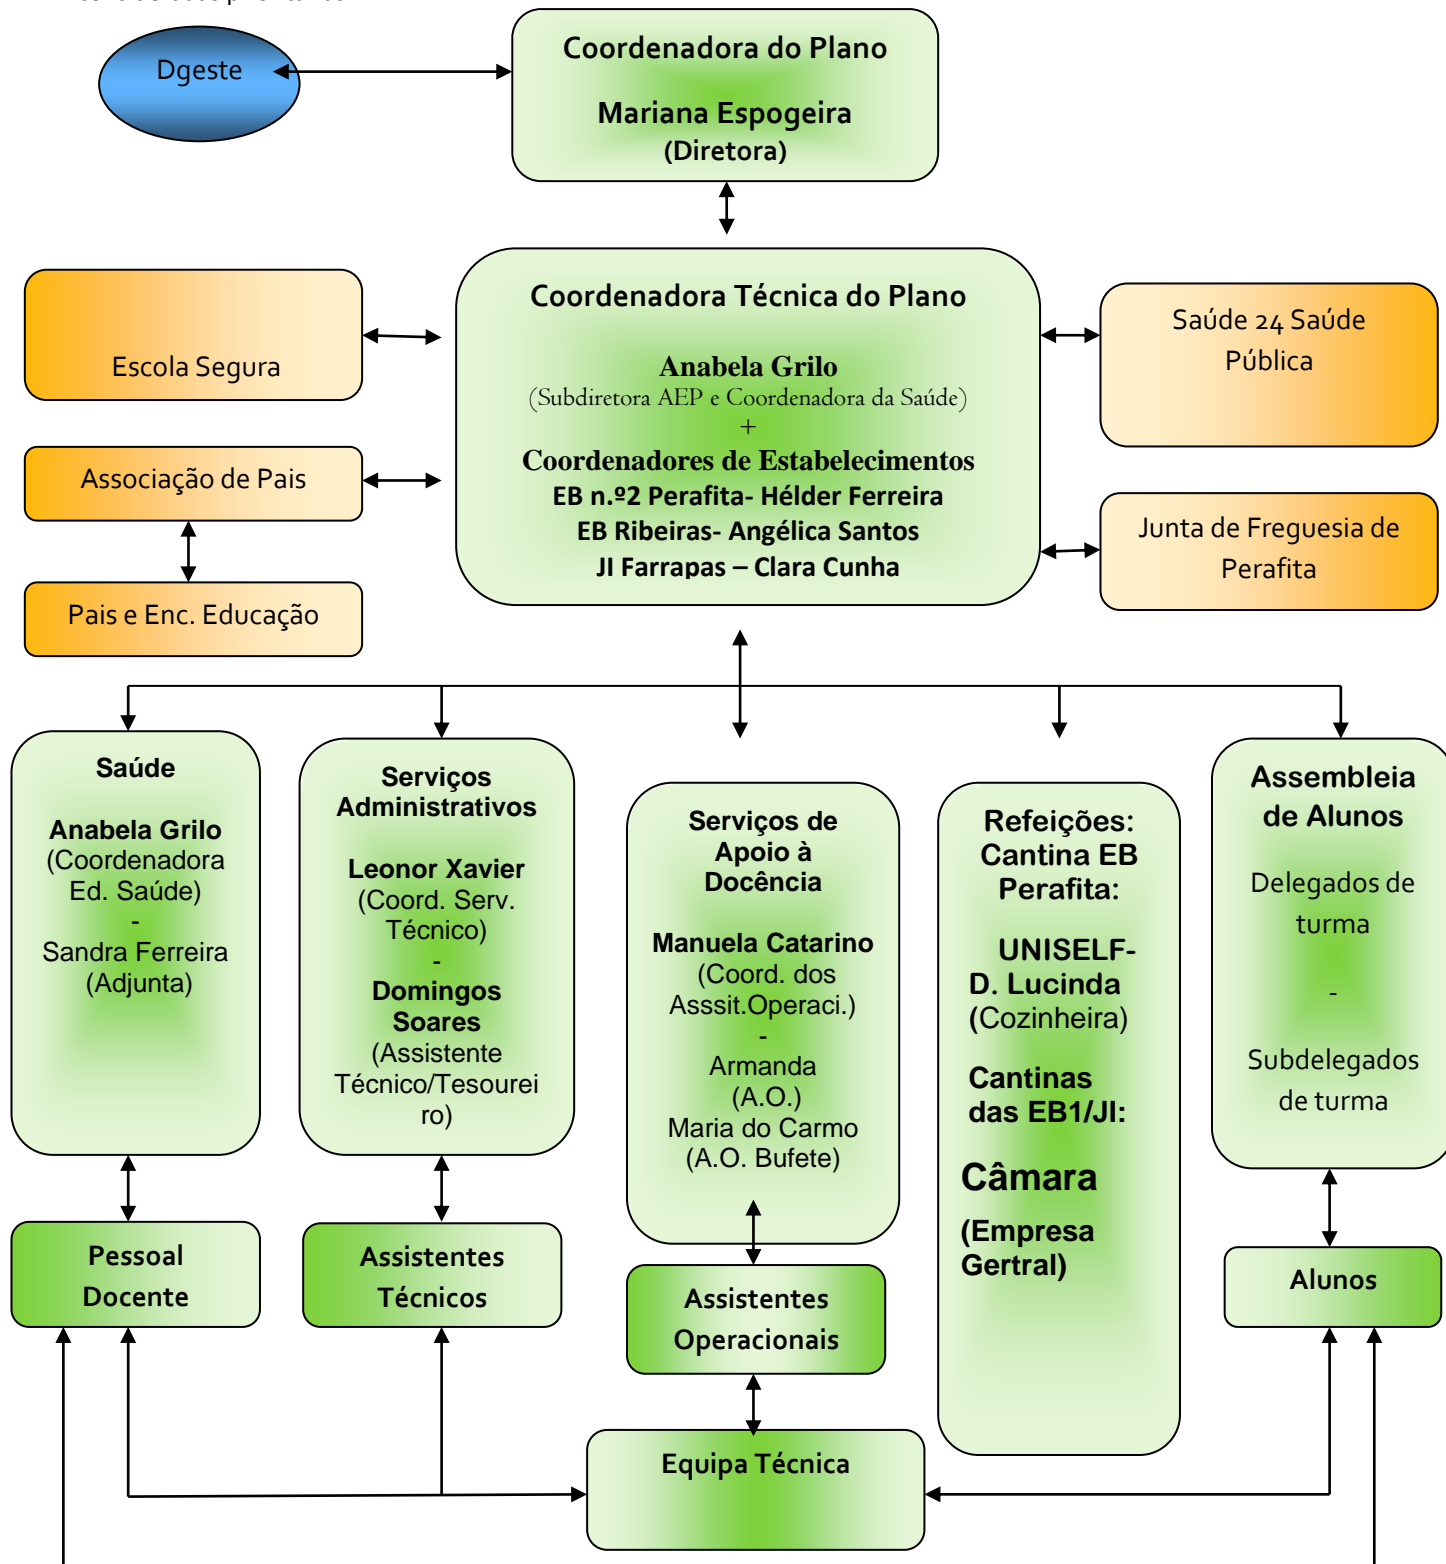 Dgeste
Coordenadora do Plano
Mariana Espogeira
(Diretora)
Escola Segura
Associação de Pais
Pais e Enc. Educação
Coordenadora Técnica do Plano
Anabela Grilo
(Subdiretora AEP e Coordenadora da Saúde)
+
Coordenadores de Estabelecimentos
EB n.º2 Perafita- Hélder Ferreira
EB Ribeiras- Angélica Santos
JI Farrapas – Clara Cunha
Saúde 24 Saúde
Pública
Junta de Freguesia de
Perafita
Saúde
Anabela Grilo
(Coordenadora
Ed. Saúde)
-
Sandra Ferreira
(Adjunta)
Serviços
Administrativos
Leonor Xavier
(Coord. Serv.
Técnico)
-
Domingos
Soares
(Assistente
Técnico/Tesourei
ro)
Serviços de
Apoio à
Docência
Manuela Catarino
(Coord. dos
Asssit.Operaci.)
-
Armanda
(A.O.)
Maria do Carmo
(A.O. Bufete)
Refeições:
Cantina EB
Perafita:
UNISELF-
D. Lucinda
(Cozinheira)
Cantinas
das EB1/JI:
Câmara
(Empresa
Gertral)
Assembleia
de Alunos
Delegados de
turma
-
Subdelegados
de turma
Pessoal
Docente
Assistentes
Técnicos
Assistentes
Operacionais
Alunos
Equipa Técnica